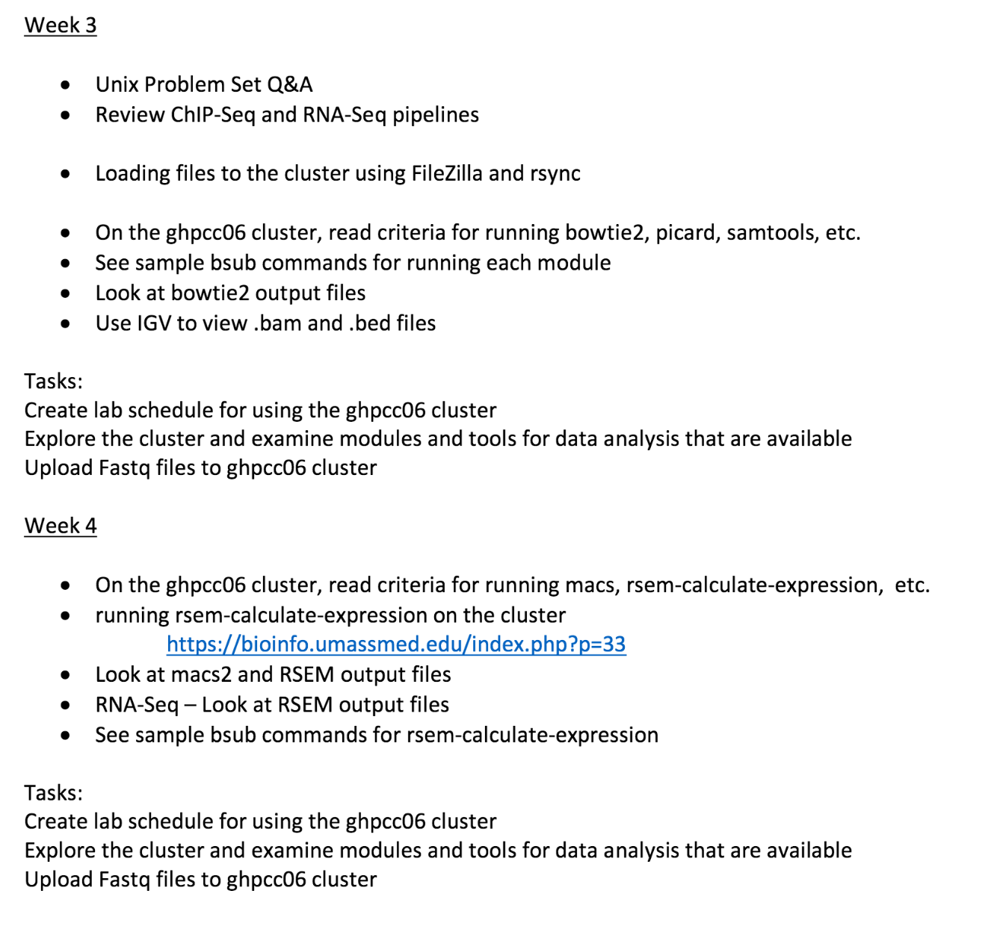 Week 3
• Unix Problem Set Q&A
• Review ChIP-Seq and RNA-Seq pipelines
• Loading files to the cluster using FileZilla and rsync
• On the ghpcc06 cluster, read criteria for running bowtie2, picard, samtools, etc.
• See sample bsub commands for running each module
• Look at bowtie2 output files
• Use IGV to view .bam and .bed files
Tasks:
Create lab schedule for using the ghpcc06 cluster
Explore the cluster and examine modules and tools for data analysis that are available
Upload Fastq files to ghpcc06 cluster
Week 4
• On the ghpcc06 cluster, read criteria for running macs, rsem-calculate-expression,  etc.
• running rsem-calculate-expression on the cluster
https://bioinfo.umassmed.edu/index.php?p=33
• Look at macs2 and RSEM output files
• RNA-Seq – Look at RSEM output files
• See sample bsub commands for rsem-calculate-expression
Tasks:
Create lab schedule for using the ghpcc06 cluster
Explore the cluster and examine modules and tools for data analysis that are available
Upload Fastq files to ghpcc06 cluster